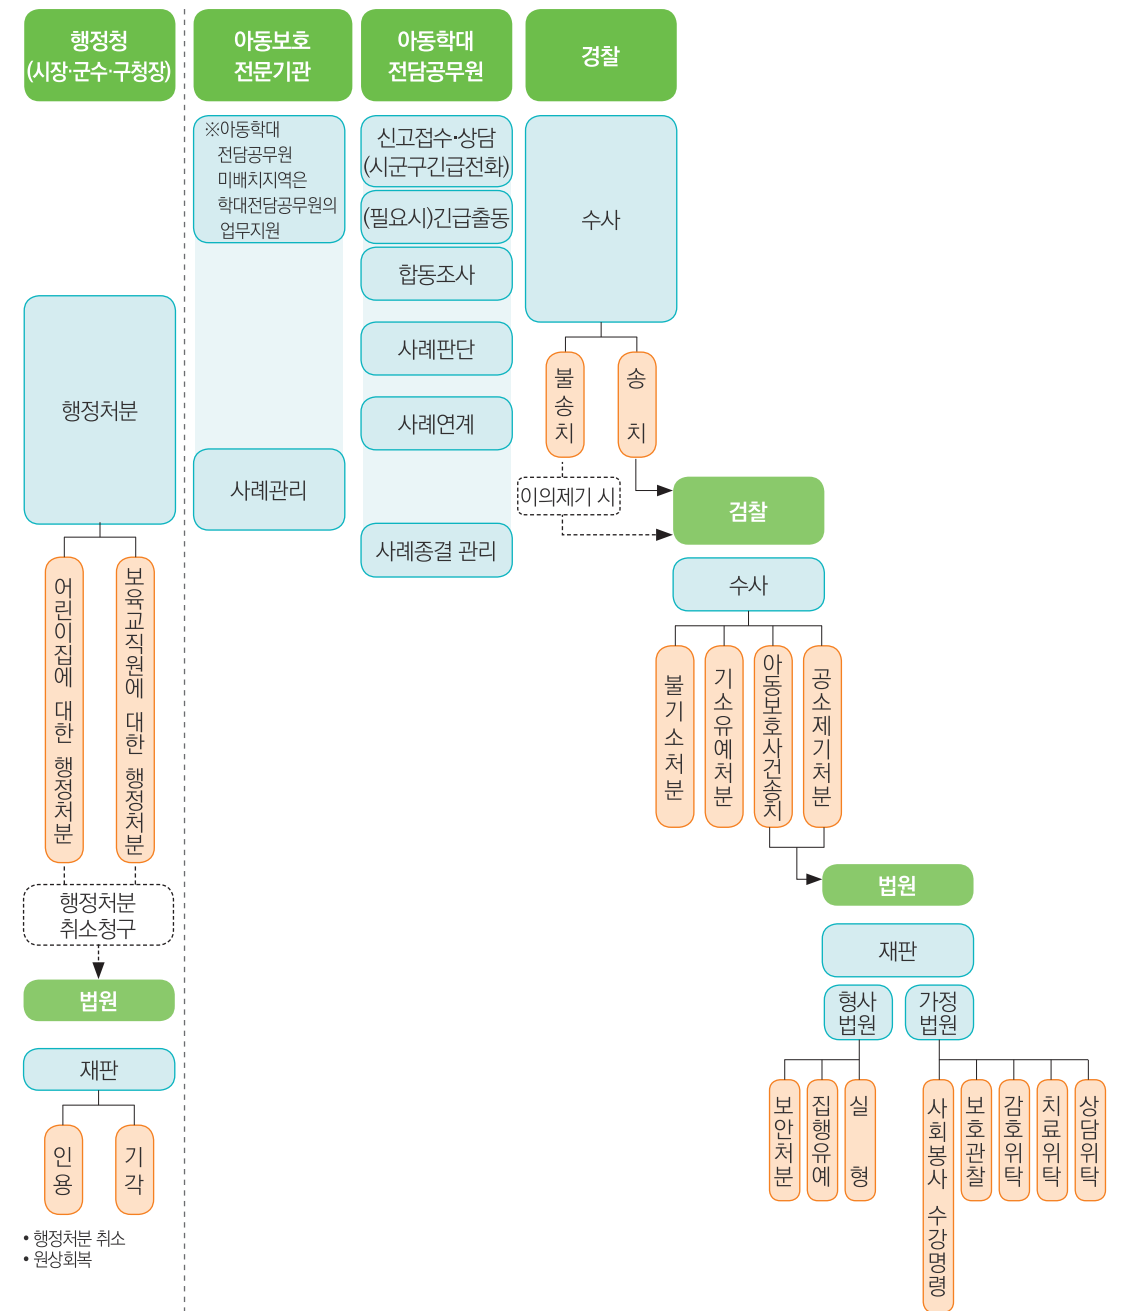 행정청
(시장·군수·구청장)
아동보호
전문기관
아동학대
전담공무원
경찰
※아동학대
전담공무원
미배치지역은
학대전담공무원의
업무지원
신고접수·상담
(시군구긴급전화)
(필요시)긴급출동
합동조사
사례판단
사례연계
사례관리
사례종결 관리
수사
불송치
송치
이의제기 시
검찰
수사
불기소처분
기소유예처분
아동보호사건송치
공소제기처분
법원
재판
형사
법원
가정
법원
보안처분
집행유예
실형
사회봉사 수강명령
보호관찰
감호위탁
치료위탁
상담위탁
행정처분
어린이집에 대한 행정처분
보육교직원에 대한 행정처분
행정처분
취소청구
법원
재판
인용
기각
• 행정처분 취소
• 원상회복